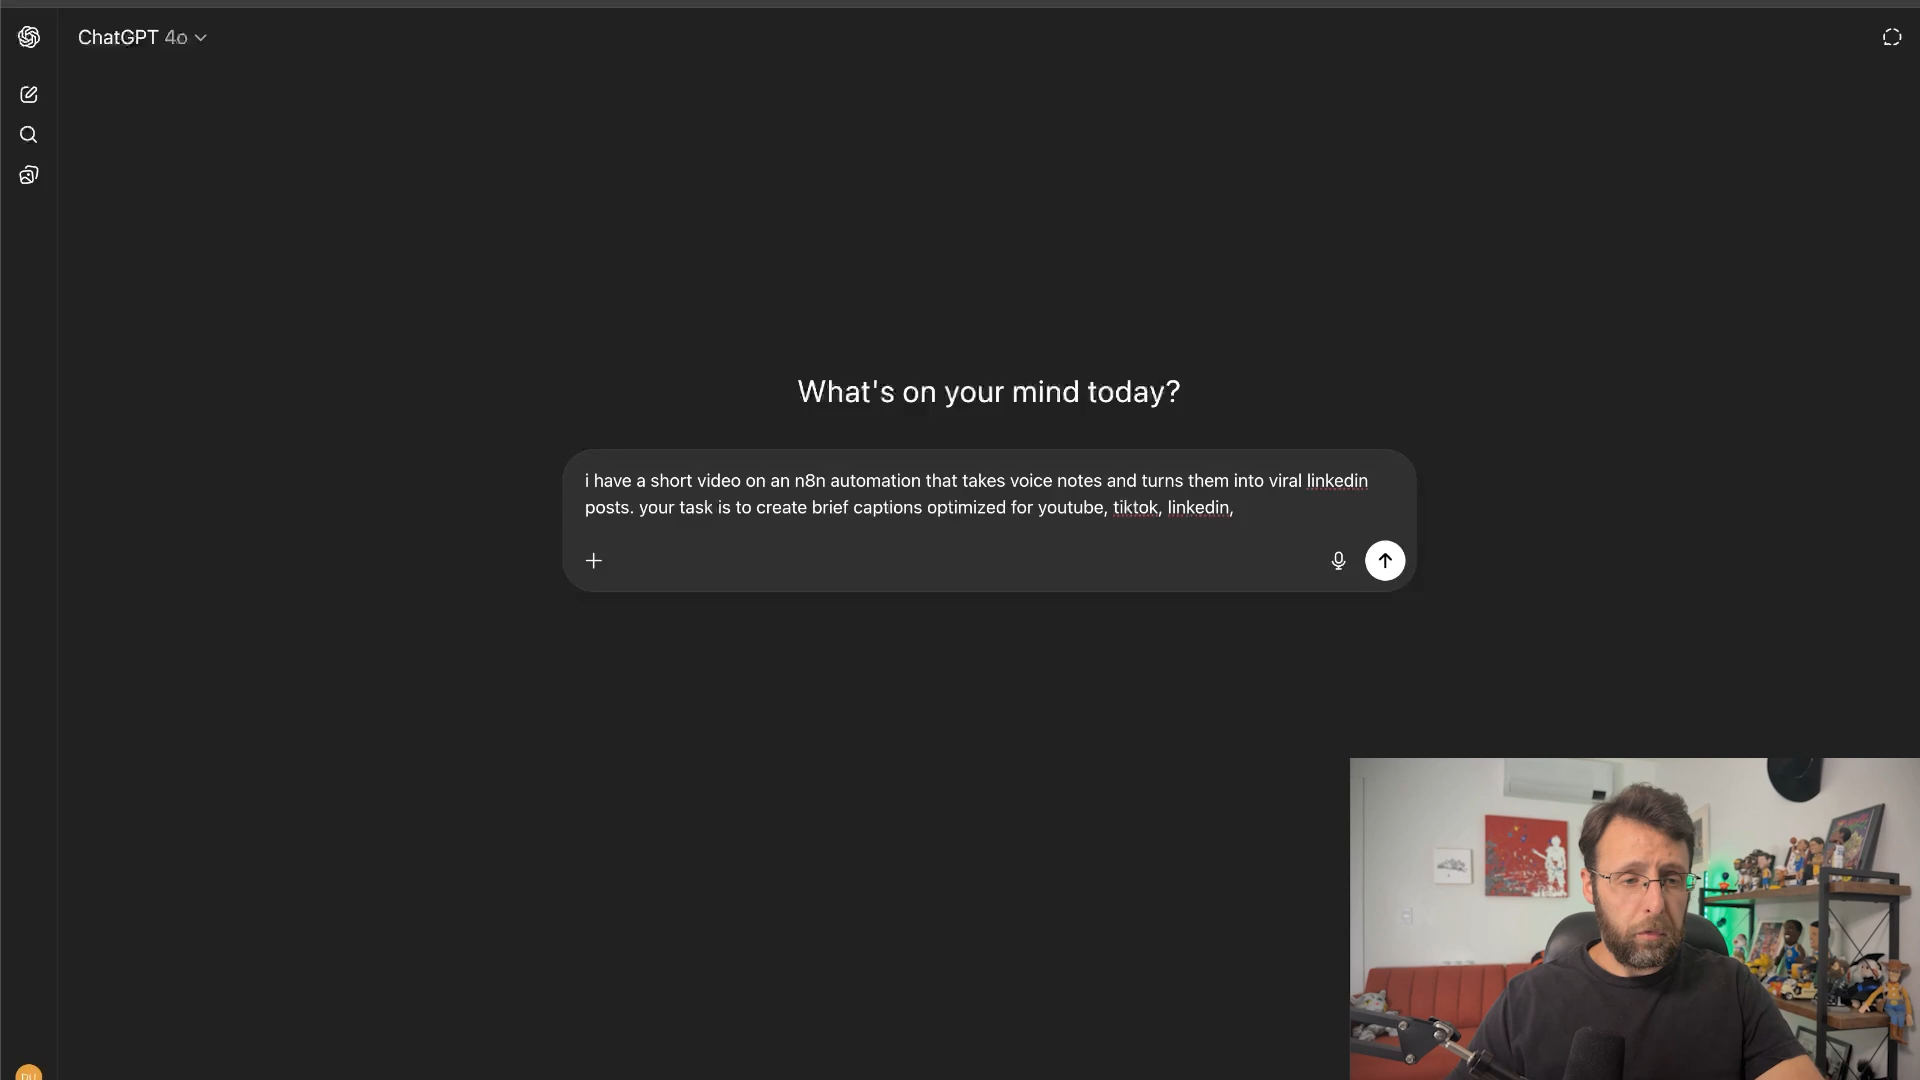 ChatGPT 4o
What's on your mind today?
i have a short video on an n8n automation that takes voice notes and turns them into viral linkedin
posts. your task is to create brief captions optimized for youtube, tiktok, linkedin,